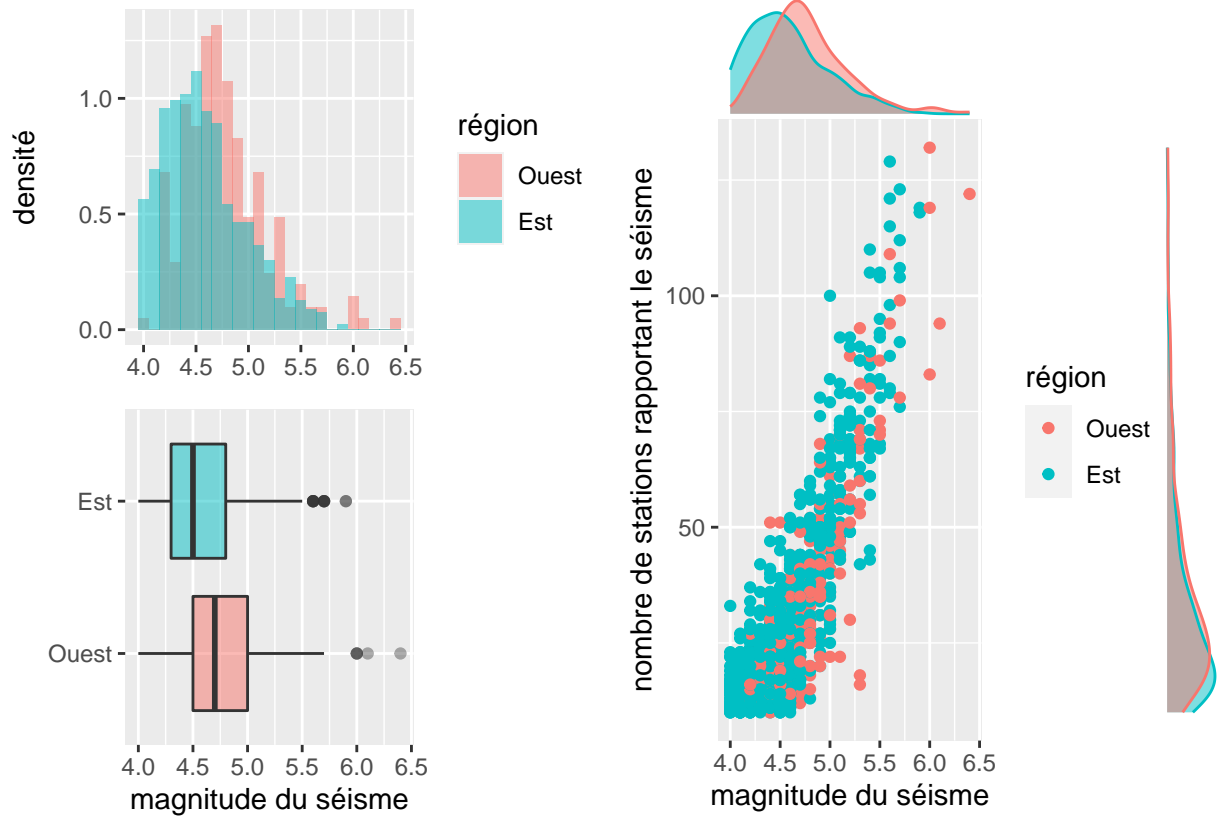 densité
1.0
0.5
0.0
4.0 4.5 5.0 5.5 6.0 6.5
région
Ouest
Est
Est
Ouest
4.0 4.5 5.0 5.5 6.0 6.5
magnitude du séisme
nombre de stations rapportant le séisme
100
50
4.0 4.5 5.0 5.5 6.0 6.5
magnitude du séisme
région
Ouest
Est